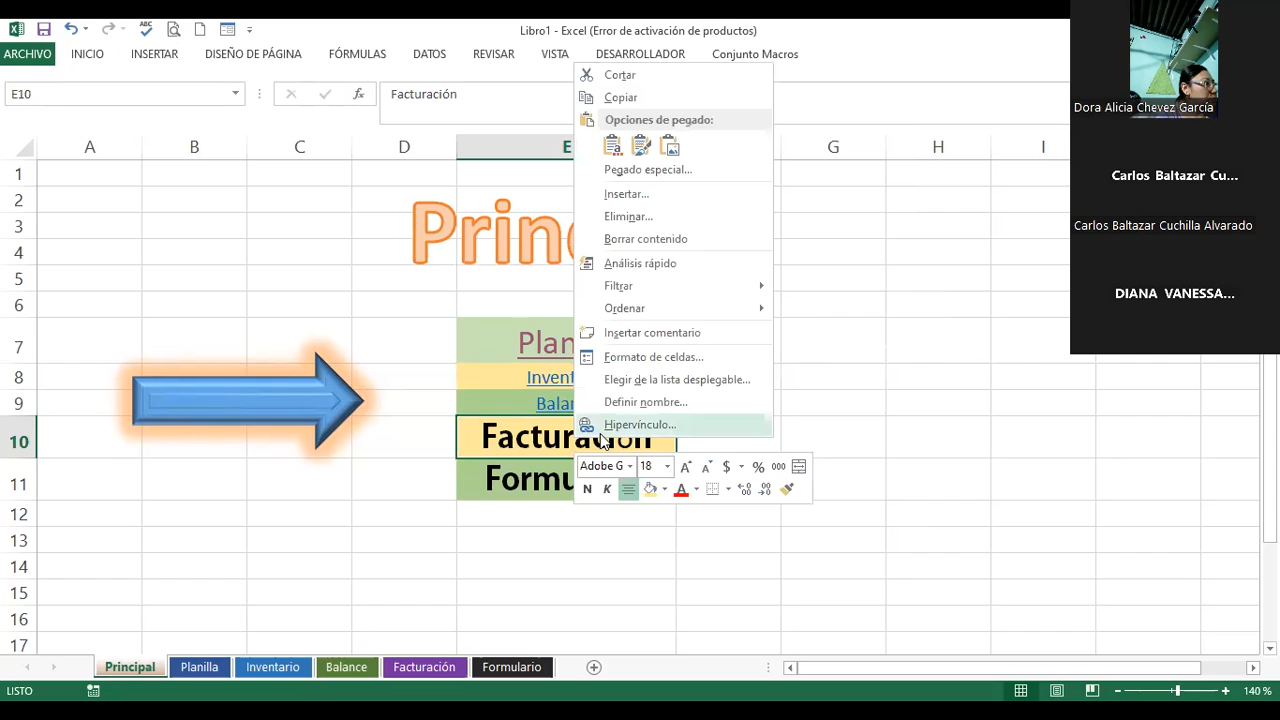 ABC
Libro1 - Excel (Error de activación de productos)
ARCHIVO INICIO INSERTAR DISEÑO DE PÁGINA FÓRMULAS DATOS REVISAR VISTA DESARROLLADOR Conjunto Macros
E10 fx Facturación
A B C D E G H I
1
2
3
4
5
6
7
8
9
10
11
12
13
14
15
16
17
Prin
Plan
Invent
Balan
Facturación
Formu
Cortar
Copiar
Opciones de pegado:
Pegado especial...
Insertar...
Eliminar...
Borrar contenido
Análisis rápido
Filtrar
Ordenar
Insertar comentario
Formato de celdas...
Elegir de la lista desplegable...
Definir nombre...
Hipervínculo...
Adobe G 18 A A $ % 000
N K A
Dora Alicia Chevez García
Carlos Baltazar Cu...
Carlos Baltazar Cuchilla Alvarado
DIANA VANESSA...
Principal Planilla Inventario Balance Facturación Formulario
LISTO 140 %